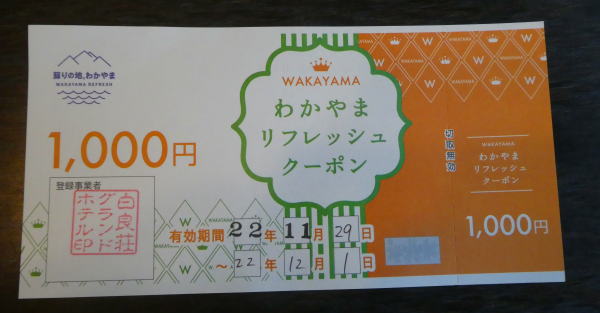 蘇りの地、わかやま
WAKAYAMA REFRESH
1,000円
登録事業者
白良荘
グランド
ホテル印
WAKAYAMA
わかやま
リフレッシュ
クーポン
有効期間 22年11月29日
～22年12月1日
切取無効
WAKAYAMA
わかやま
リフレッシュ
クーポン
1,000円